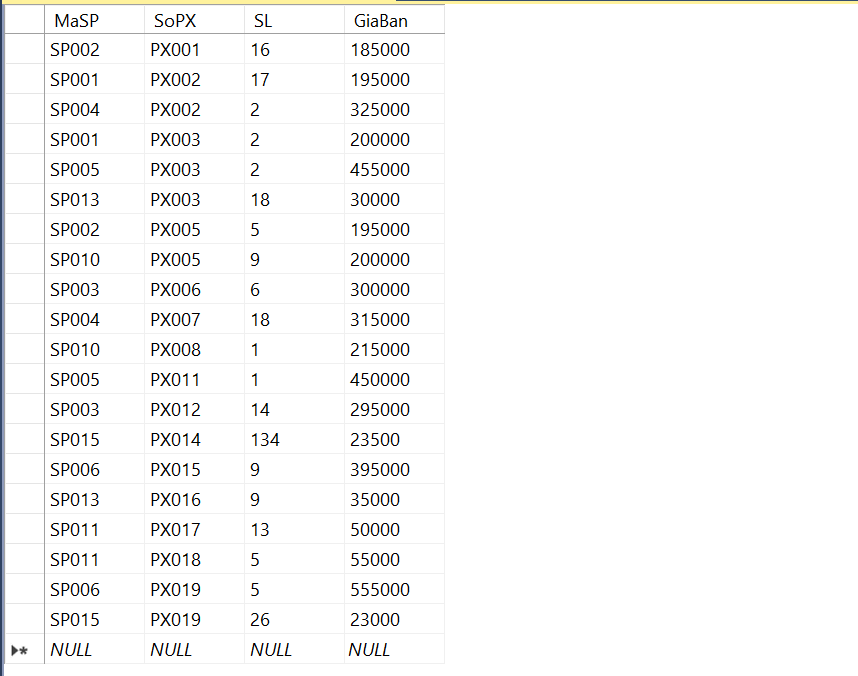 MaSP SoPX SL GiaBan
SP002 PX001 16 185000
SP001 PX002 17 195000
SP004 PX002 2 325000
SP001 PX003 2 200000
SP005 PX003 2 455000
SP013 PX003 18 30000
SP002 PX005 5 195000
SP010 PX005 9 200000
SP003 PX006 6 300000
SP004 PX007 18 315000
SP010 PX008 1 215000
SP005 PX011 1 450000
SP003 PX012 14 295000
SP015 PX014 134 23500
SP006 PX015 9 395000
SP013 PX016 9 35000
SP011 PX017 13 50000
SP011 PX018 5 55000
SP006 PX019 5 555000
SP015 PX019 26 23000
NULL NULL NULL NULL